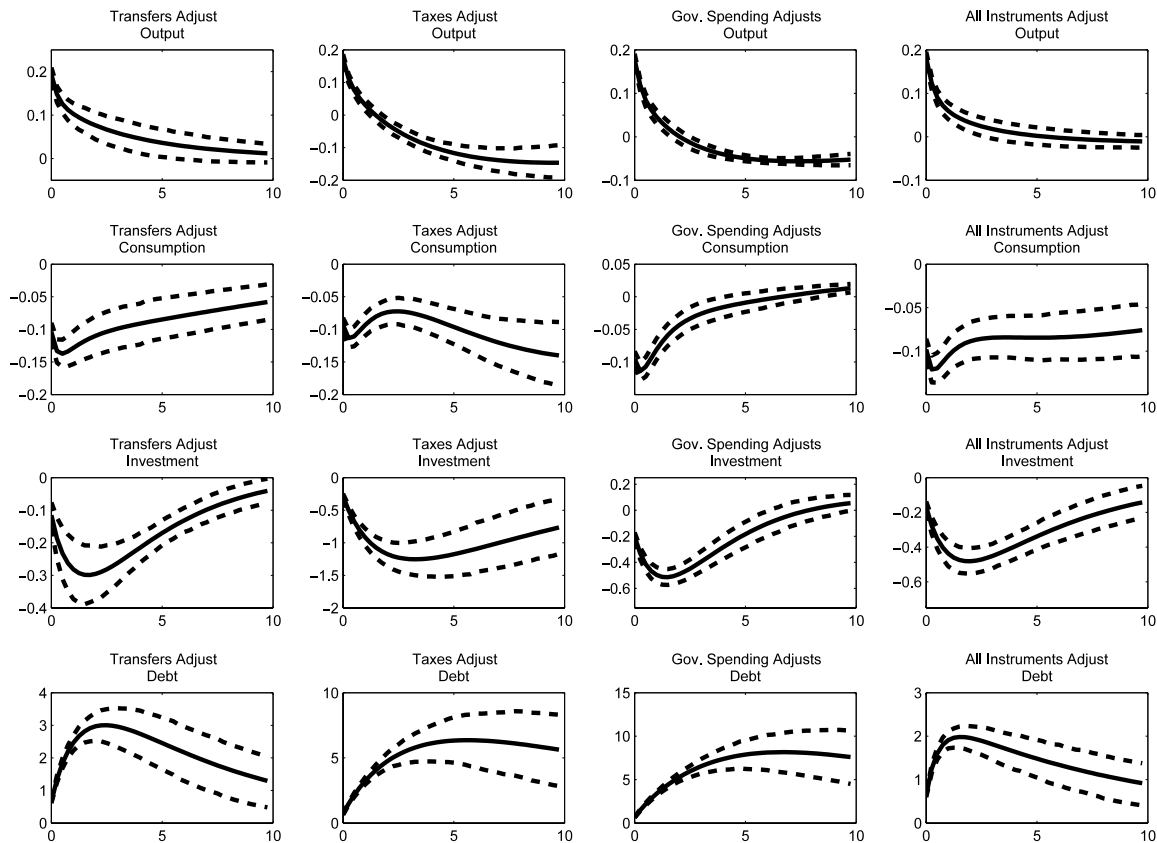 Transfers Adjust
Output
Taxes Adjust
Output
Gov. Spending Adjusts
Output
All Instruments Adjust
Output
0.2
0.1
0
0 5 10
0.2
0.1
0
−0.1
−0.2
0 5 10
0.2
0.1
0
−0.1
0 5 10
0.2
0.1
0
−0.1
0 5 10
Transfers Adjust
Consumption
Taxes Adjust
Consumption
Gov. Spending Adjusts
Consumption
All Instruments Adjust
Consumption
0
−0.05
−0.1
−0.15
−0.2
0 5 10
0
−0.05
−0.1
−0.15
−0.2
0 5 10
0.05
0
−0.05
−0.1
0 5 10
0
−0.05
−0.1
0 5 10
Transfers Adjust
Investment
Taxes Adjust
Investment
Gov. Spending Adjusts
Investment
All Instruments Adjust
Investment
0
−0.1
−0.2
−0.3
−0.4
0 5 10
0
−0.5
−1
−1.5
−2
0 5 10
0.2
0
−0.2
−0.4
−0.6
0 5 10
0
−0.2
−0.4
−0.6
0 5 10
Transfers Adjust
Debt
Taxes Adjust
Debt
Gov. Spending Adjusts
Debt
All Instruments Adjust
Debt
4
3
2
1
0
0 5 10
10
5
0
0 5 10
15
10
5
0
0 5 10
3
2
1
0
0 5 10